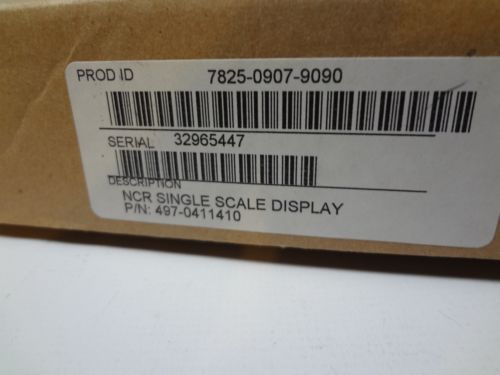 PROD ID 7825-0907-9090
SERIAL 32965447
DESCRIPTION
NCR SINGLE SCALE DISPLAY
P/N: 497-0411410